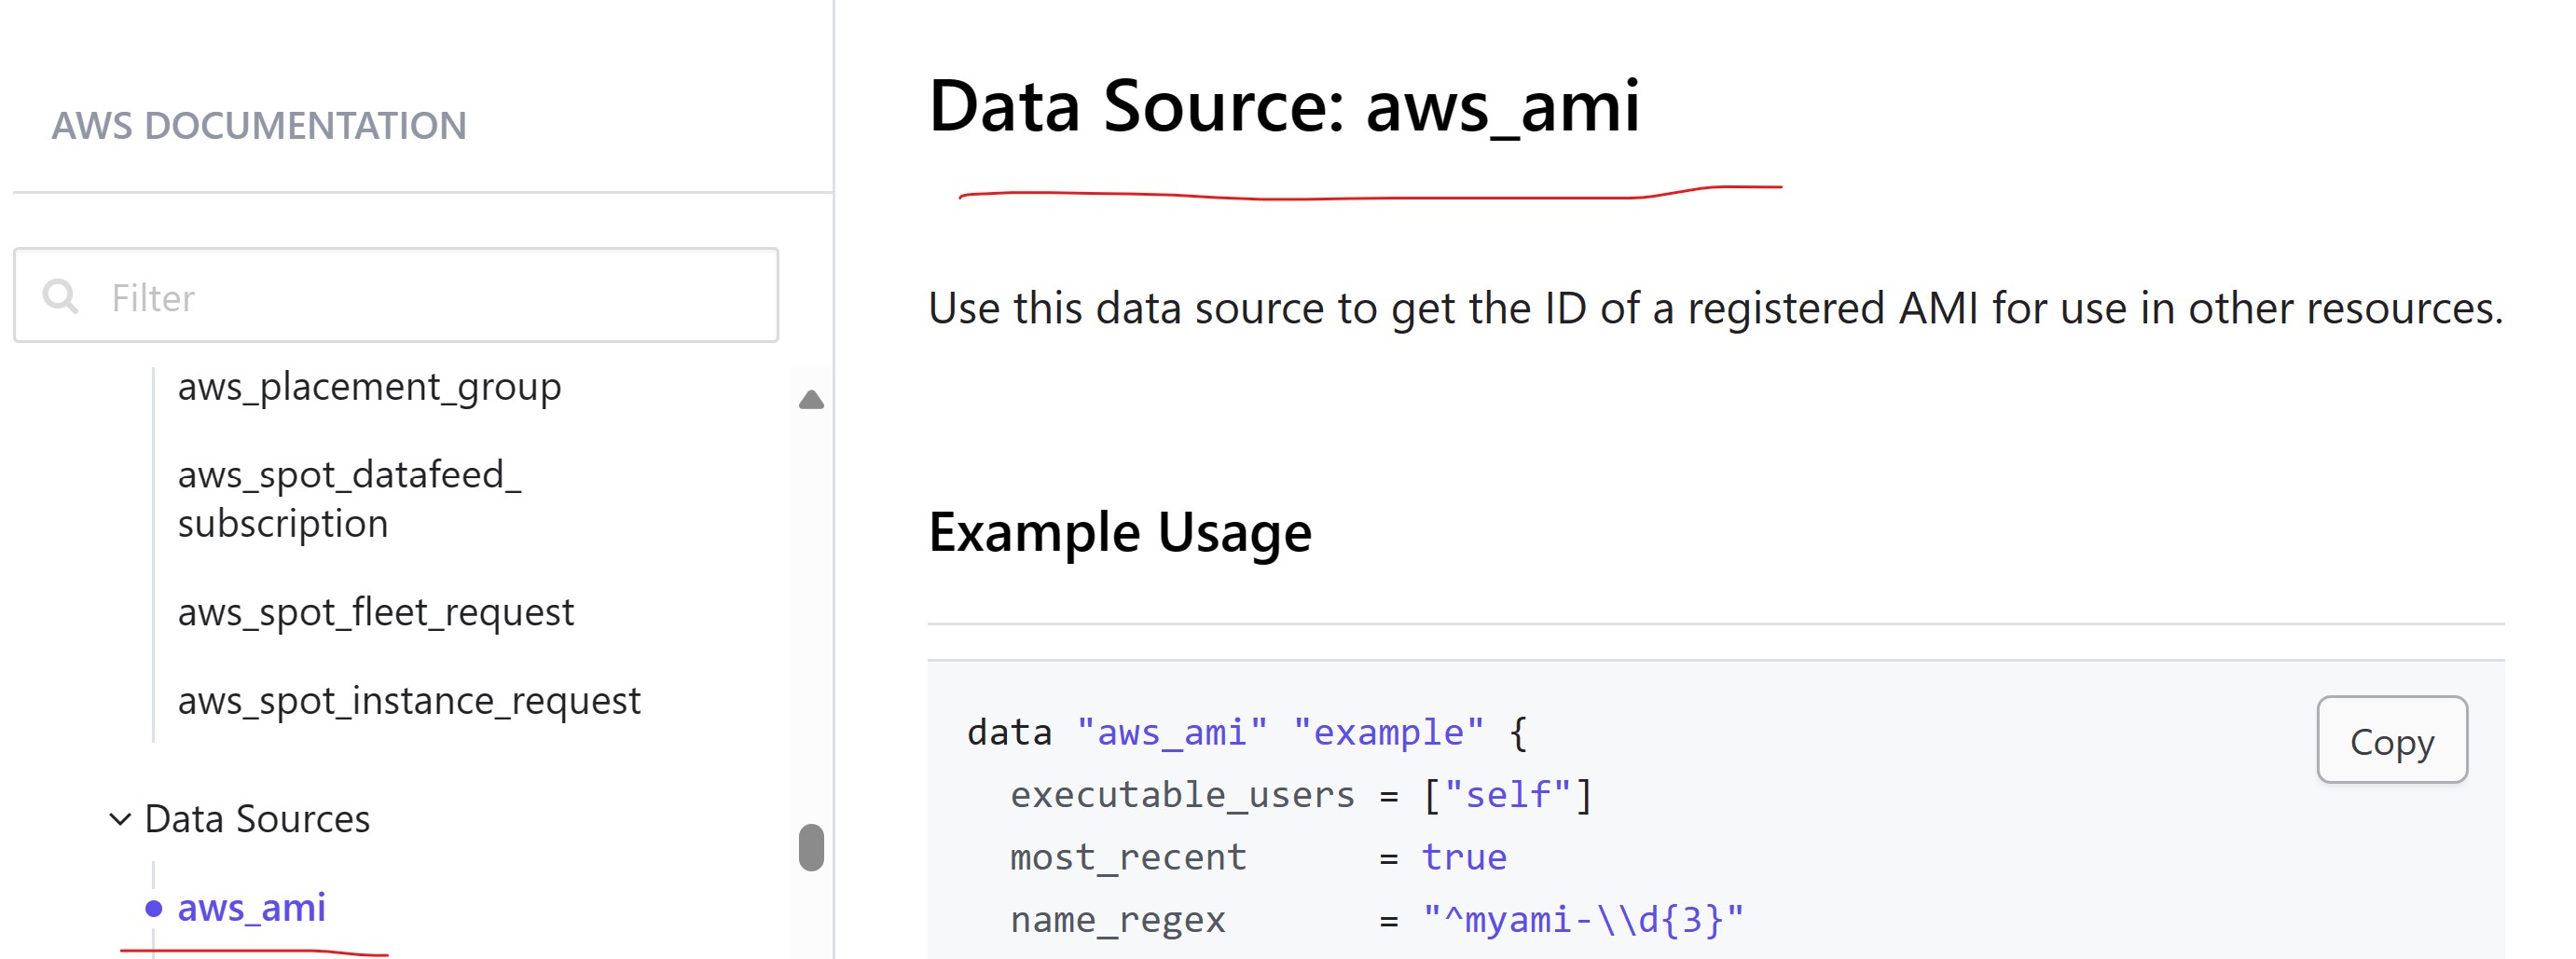 AWS DOCUMENTATION
Filter
aws_placement_group
aws_spot_datafeed_
subscription
aws_spot_fleet_request
aws_spot_instance_request
Data Sources
aws_ami
Data Source: aws_ami
Use this data source to get the ID of a registered AMI for use in other resources.
Example Usage
Copy
data "aws_ami" "example" {
  executable_users = ["self"]
  most_recent      = true
  name_regex       = "^myami-\\d{3}"